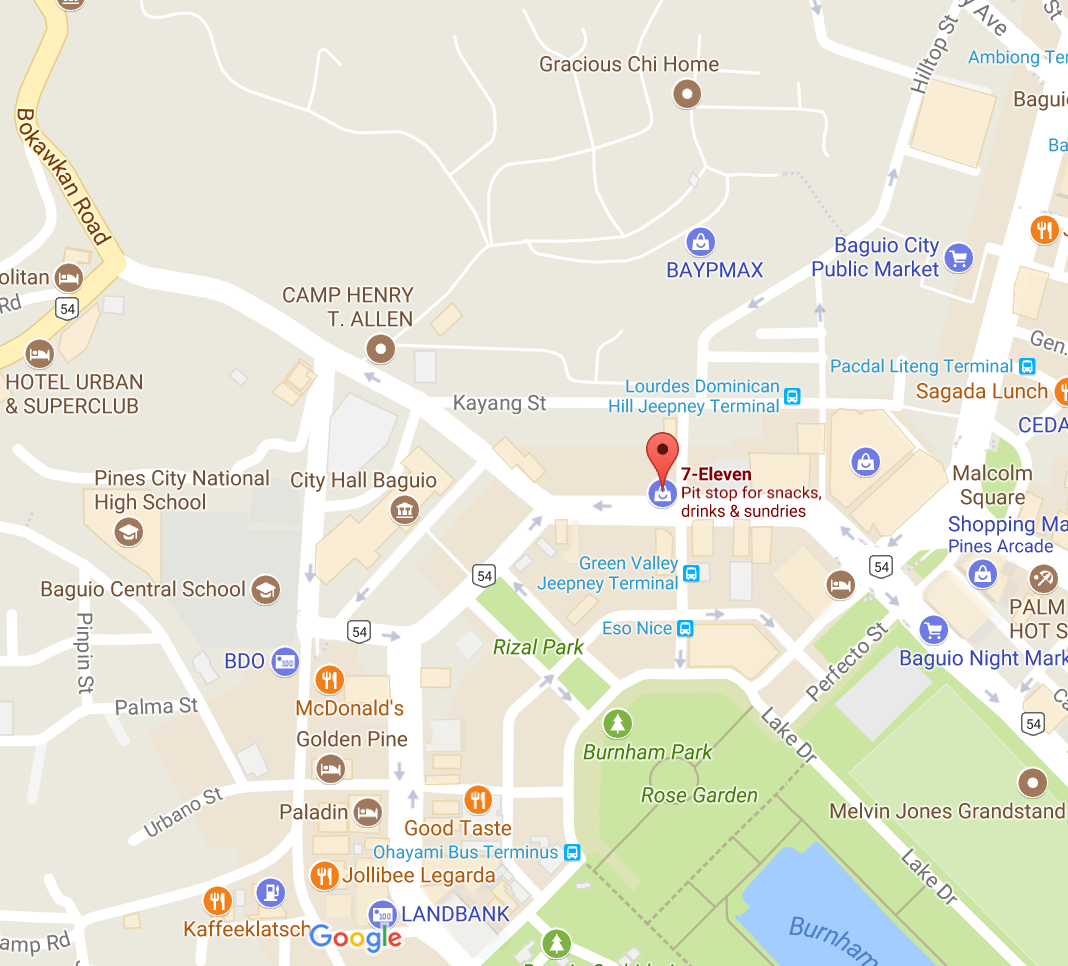 St
y Ave
Hilltop St
Ambiong Te
Gracious Chi Home
Baguio
Ba
Bokawkan Road
BAYPMAX
Baguio City
Public Market
J
olitan
Rd
54
CAMP HENRY
T. ALLEN
Gen.
HOTEL URBAN
& SUPERCLUB
Pacdal Liteng Terminal
Sagada Lunch
Lourdes Dominican
Hill Jeepney Terminal
Kayang St
CEDA
7-Eleven
Pit stop for snacks,
drinks & sundries
Pines City National
High School
City Hall Baguio
Malcolm
Square
Shopping Ma
Pines Arcade
Green Valley
Jeepney Terminal
54
54
Baguio Central School
PALM
HOT S
Pinpin St
54
Eso Nice
Rizal Park
Perfecto St
Baguio Night Mark
BDO
100
McDonald's
Palma St
Ca
54
Golden Pine
Burnham Park
Lake Dr
Rose Garden
Urbano St
Paladin
Good Taste
Melvin Jones Grandstand
Ohayami Bus Terminus
Jollibee Legarda
Lake Dr
100
LANDBANK
Kaffeeklatsch
Google
Burnham
amp Rd